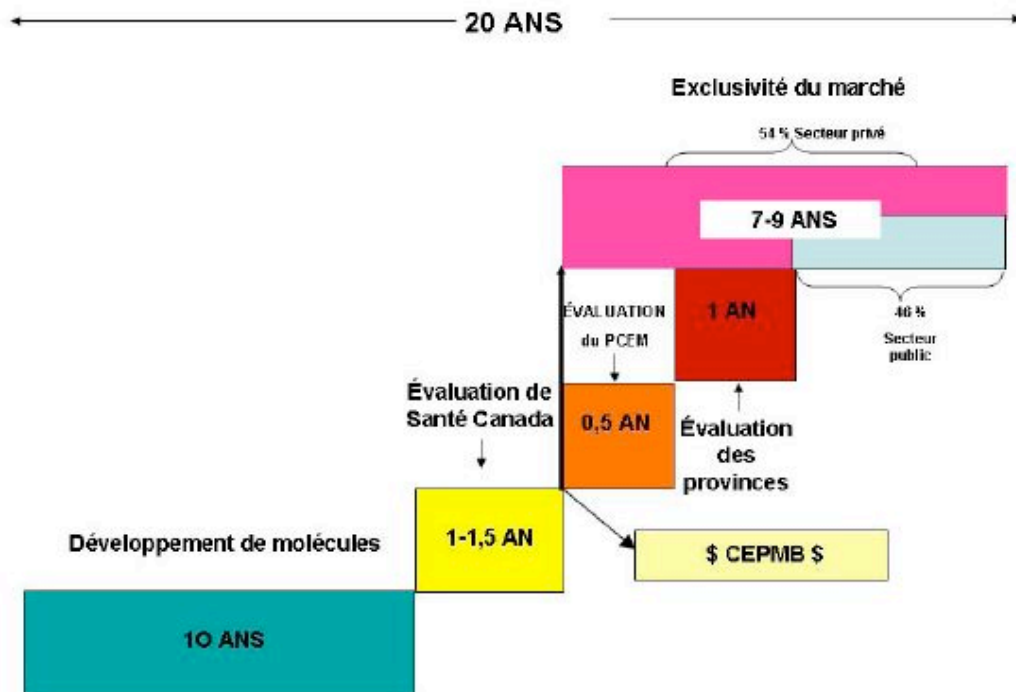 20 ANS
Exclusivité du marché
54 % Secteur privé
7-9 ANS
46 %
Secteur
public
ÉVALUATION
du PCEM
1 AN
Évaluation de
Santé Canada
0,5 AN
Évaluation
des
provinces
Développement de molécules
1-1,5 AN
$ CEPMB $
1O ANS